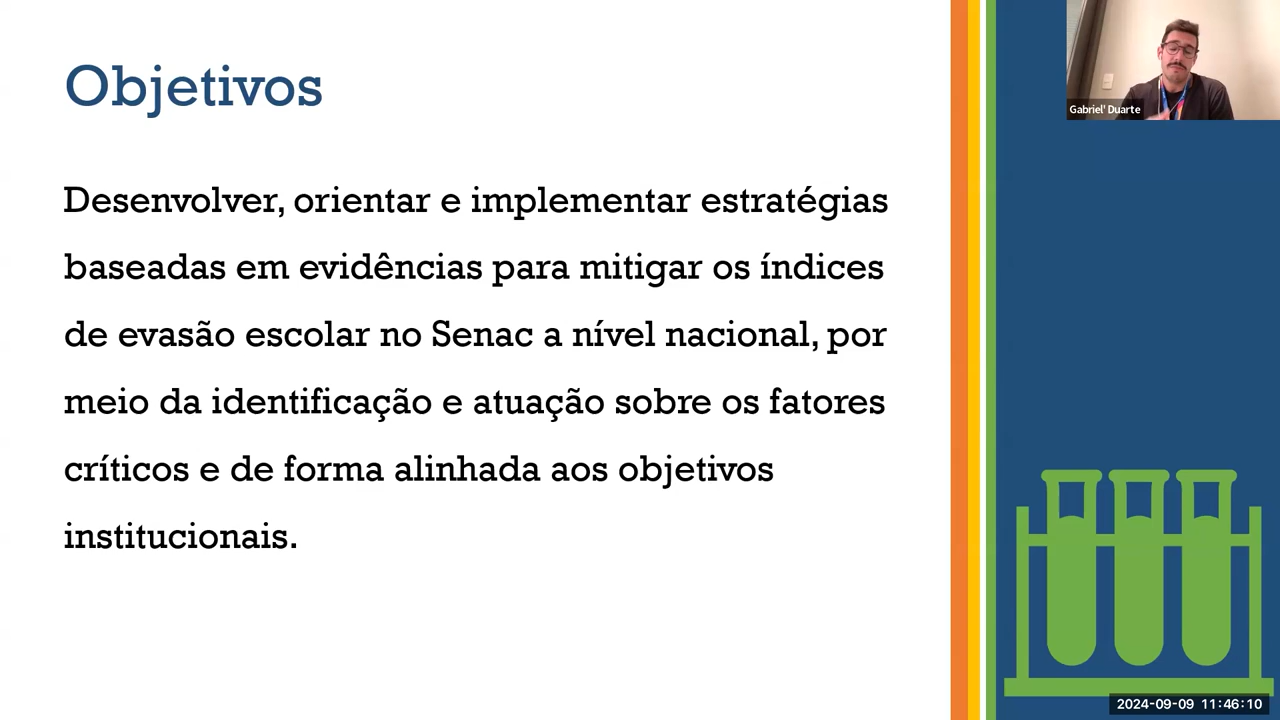 Objetivos
Gabriel' Duarte
Desenvolver, orientar e implementar estratégias
baseadas em evidências para mitigar os índices
de evasão escolar no Senac a nível nacional, por
meio da identificação e atuação sobre os fatores
críticos e de forma alinhada aos objetivos
institucionais.
2024-09-09 11:46:10